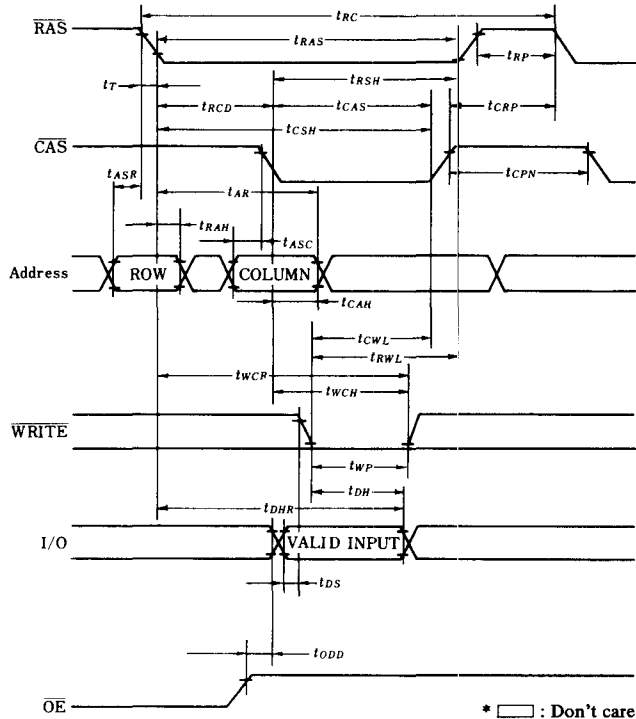 tRC
RAS
tRAS
tRP
tT
tRSH
tRCD
tCAS
tCRP
tCSH
CAS
tASR
tCPN
tAR
tRAH
tASC
Address
ROW
COLUMN
tCAH
tCWL
tRWL
tWCR
tWCH
WRITE
tWP
tDH
tDHR
I/O
VALID INPUT
tDS
tODD
OE
* : Don't care